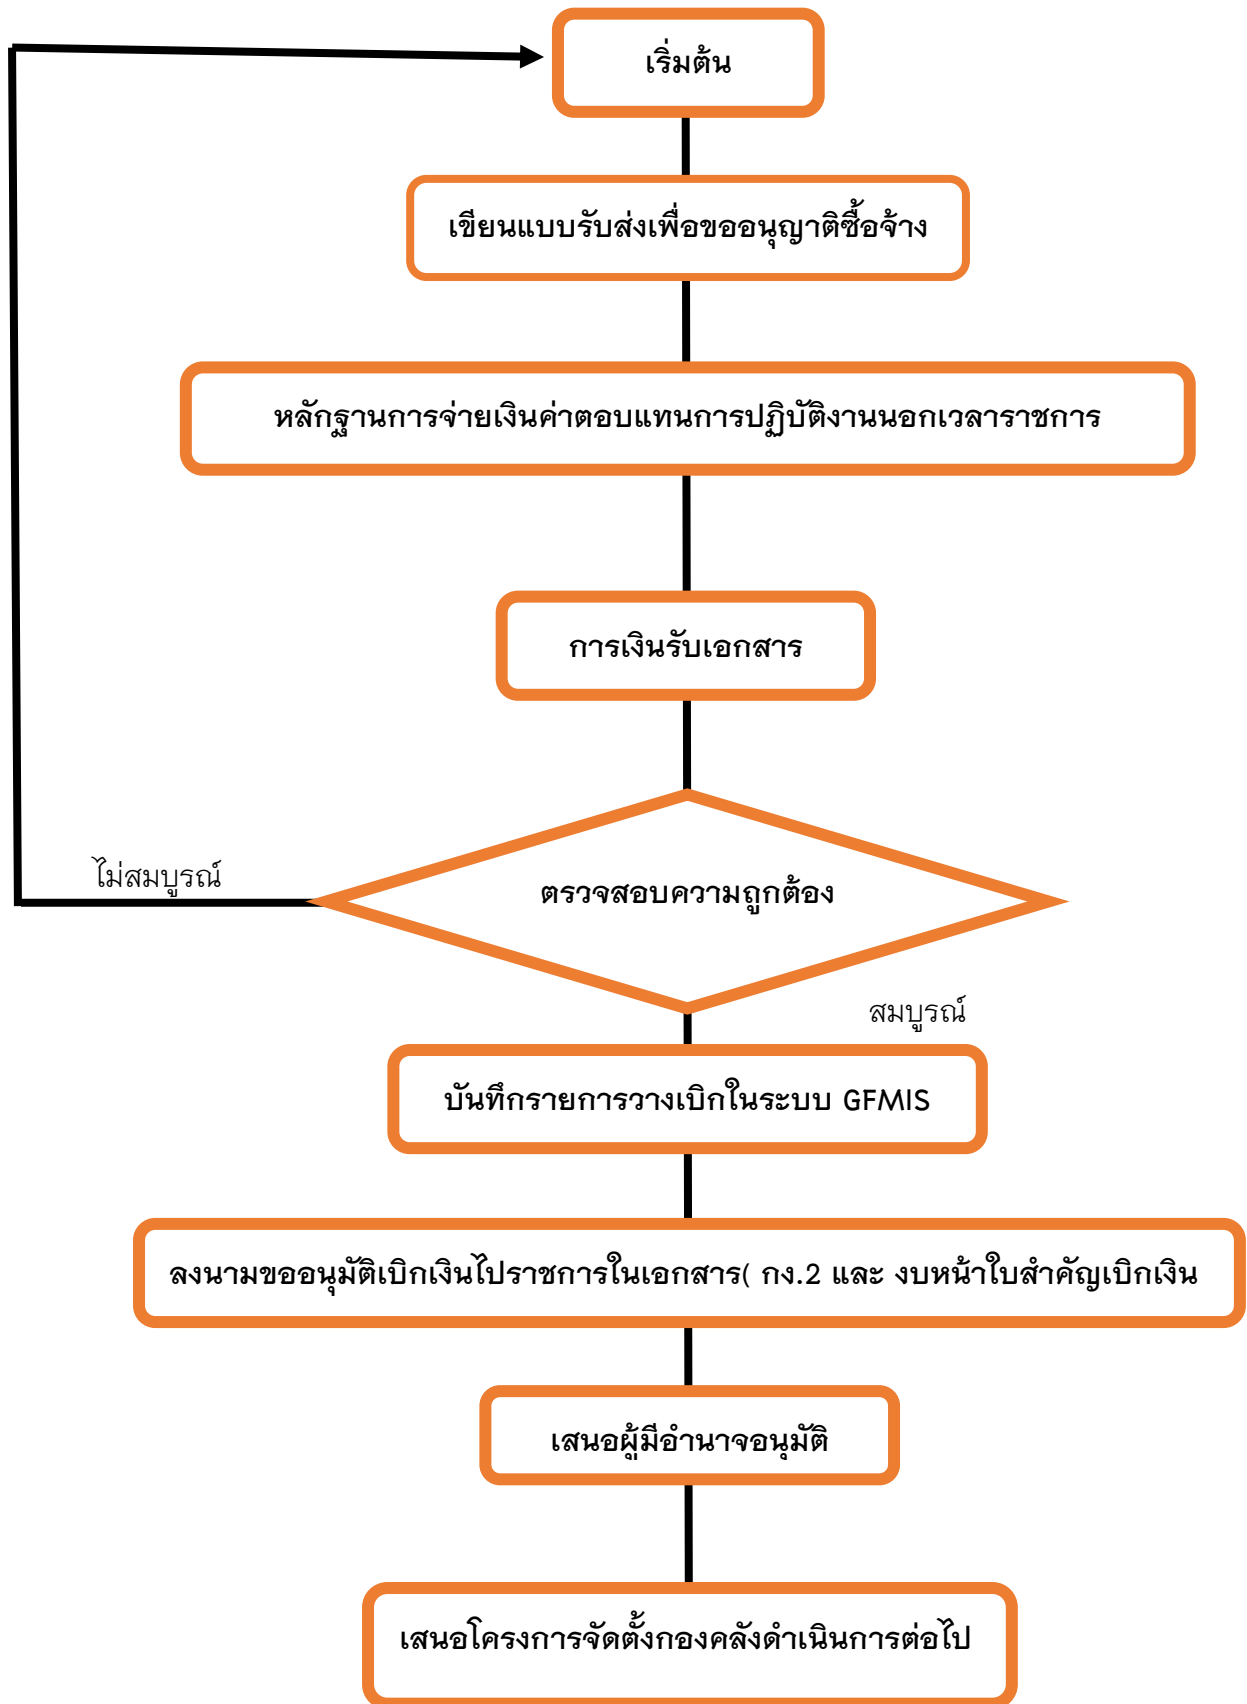 เริ่มต้น
เขียนแบบรับส่งเพื่อขออนุญาติซื้อจ้าง
หลักฐานการจ่ายเงินค่าตอบแทนการปฏิบัติงานนอกเวลาราชการ
การเงินรับเอกสาร
ไม่สมบูรณ์
ตรวจสอบความถูกต้อง
สมบูรณ์
บันทึกรายการวางเบิกในระบบ GFMIS
ลงนามขออนุมัติเบิกเงินไปราชการในเอกสาร( กง.2 และ งบหน้าใบสำคัญเบิกเงิน
เสนอผู้มีอำนาจอนุมัติ
เสนอโครงการจัดตั้งกองคลังดำเนินการต่อไป